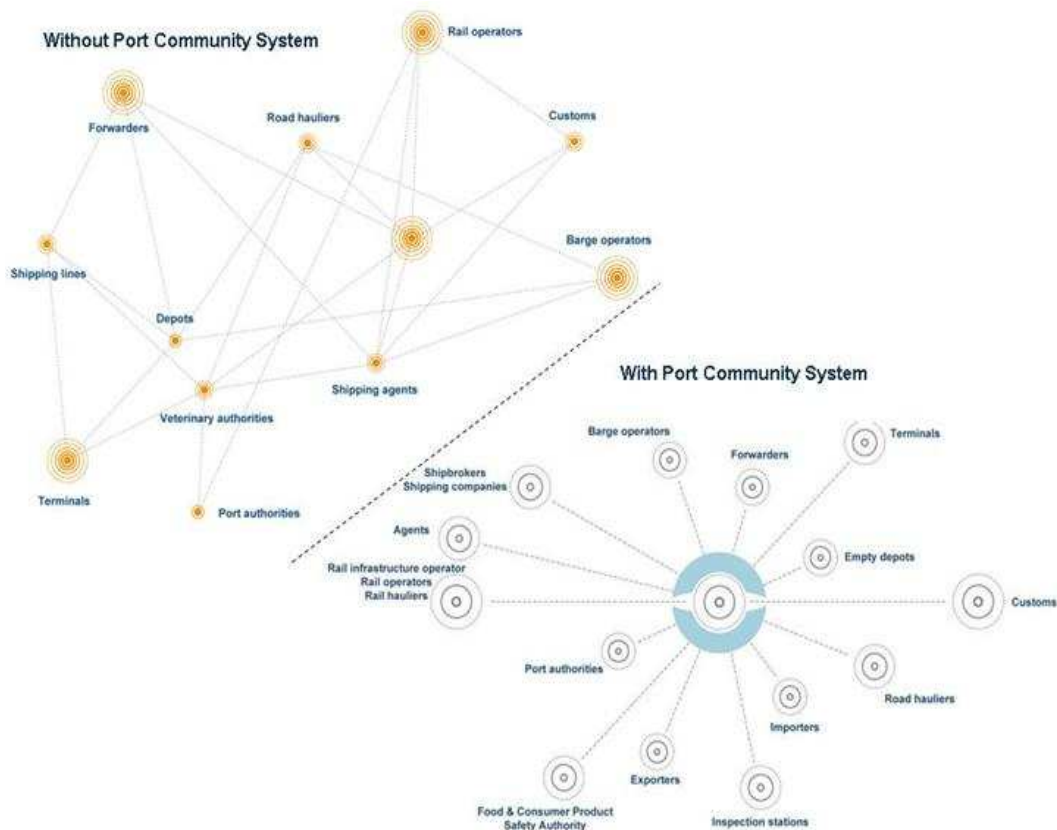 Without Port Community System
Rail operators
Forwarders
Road hauliers
Customs
Shipping lines
Barge operators
Depots
Shipping agents
Veterinary authorities
Terminals
Port authorities
With Port Community System
Barge operators
Terminals
Forwarders
Shipbrokers
Shipping companies
Agents
Empty depots
Rail infrastructure operator
Rail operators
Rail hauliers
Customs
Port authorities
Road hauliers
Importers
Exporters
Food & Consumer Product
Safety Authority
Inspection stations